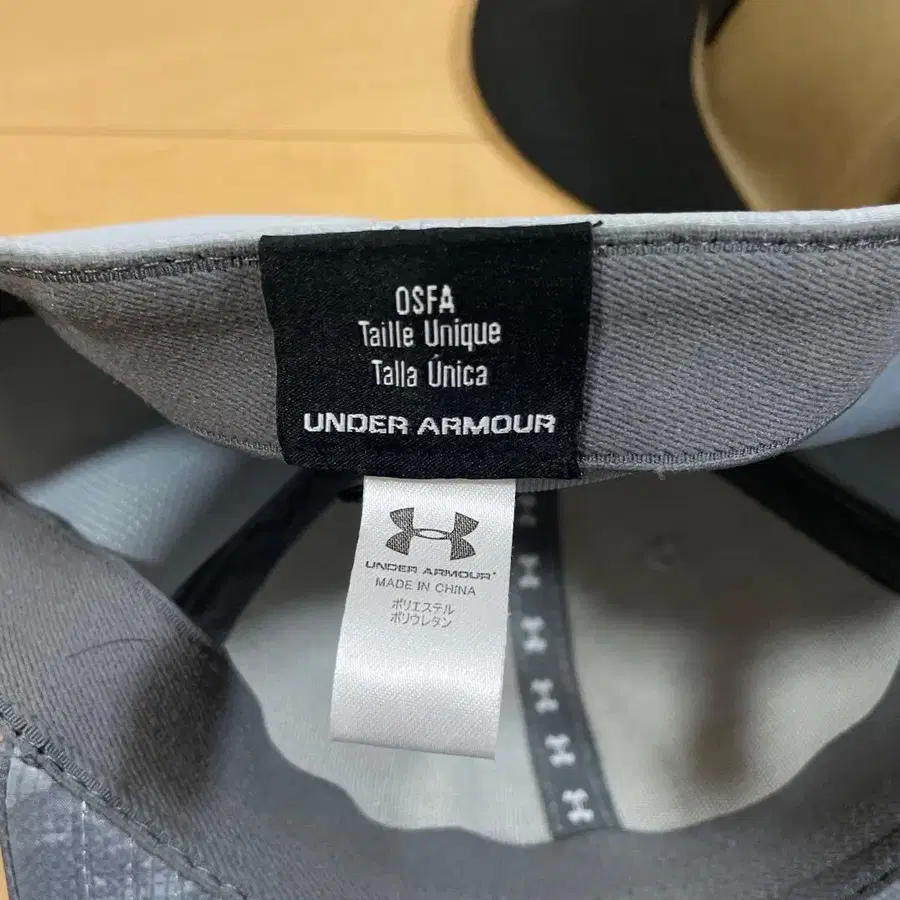 OSFA
Taille Unique
Talla Única
UNDER ARMOUR
UNDER ARMOUR
MADE IN CHINA
ポリエステル
ポリウレタン